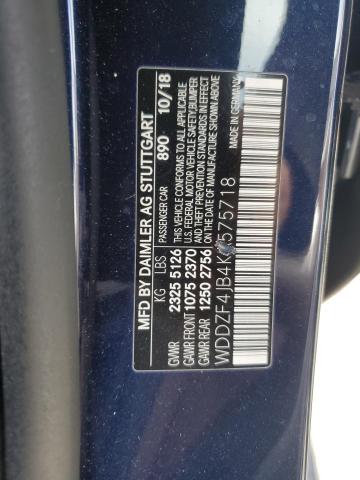 MFD BY DAIMLER AG STUTTGART
PASSENGER CAR 890 10/18
KG LBS
GVWR 2325 5126 THIS VEHICLE CONFORMS TO ALL APPLICABLE
GAWR FRONT 1075 2370 U.S. FEDERAL MOTOR VEHICLE SAFETY,BUMPER
GAWR REAR 1250 2756 AND THEFT PREVENTION STANDARDS IN EFFECT
ON THE DATE OF MANUFACTURE SHOWN ABOVE
WDDZF4JB4K 575718 MADE IN GERMANY